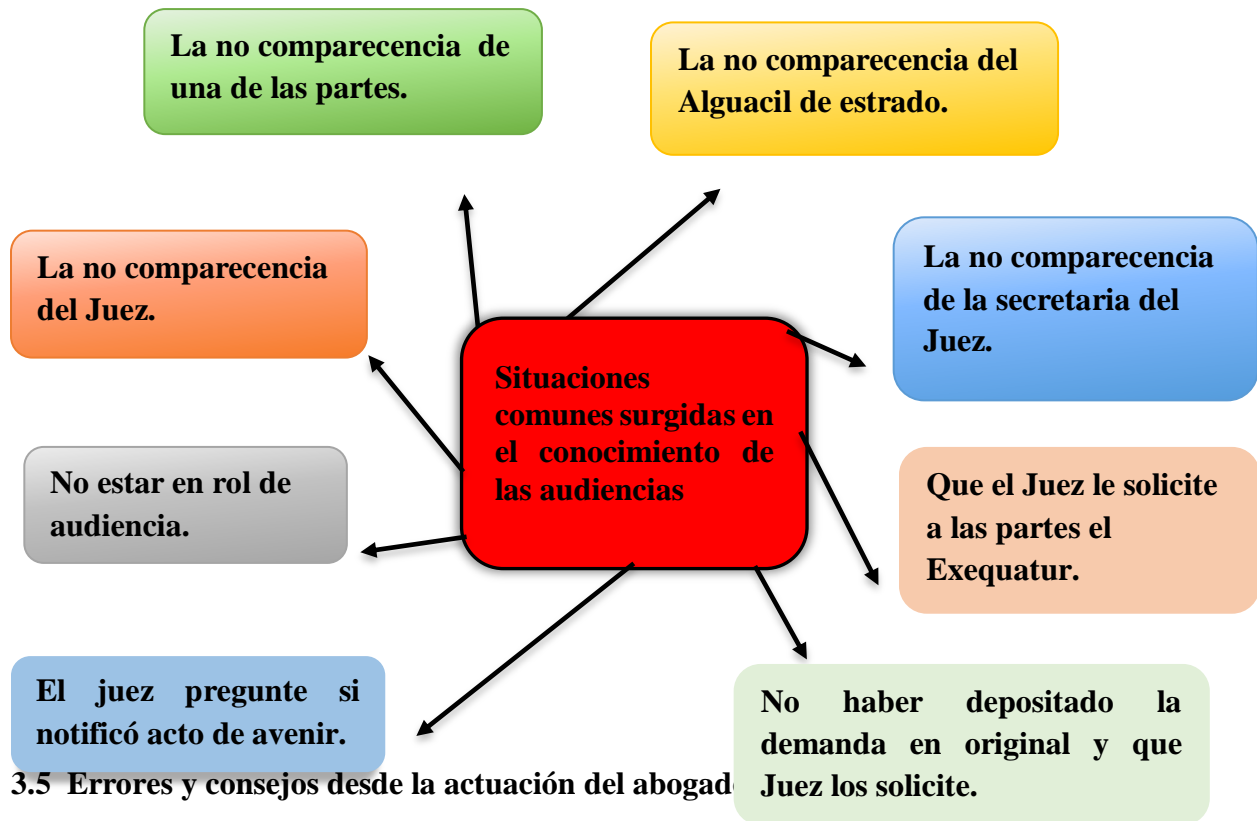 La no comparecencia de
una de las partes.
La no comparecencia del
Alguacil de estrado.
La no comparecencia
del Juez.
La no comparecencia
de la secretaria del
Juez.
Situaciones
comunes surgidas en
el conocimiento de
las audiencias
No estar en rol de
audiencia.
Que el Juez le solicite
a las partes el
Exequatur.
El juez pregunte si
notificó acto de avenir.
No haber depositado la
demanda en original y que
Juez los solicite.
3.5 Errores y consejos desde la actuación del